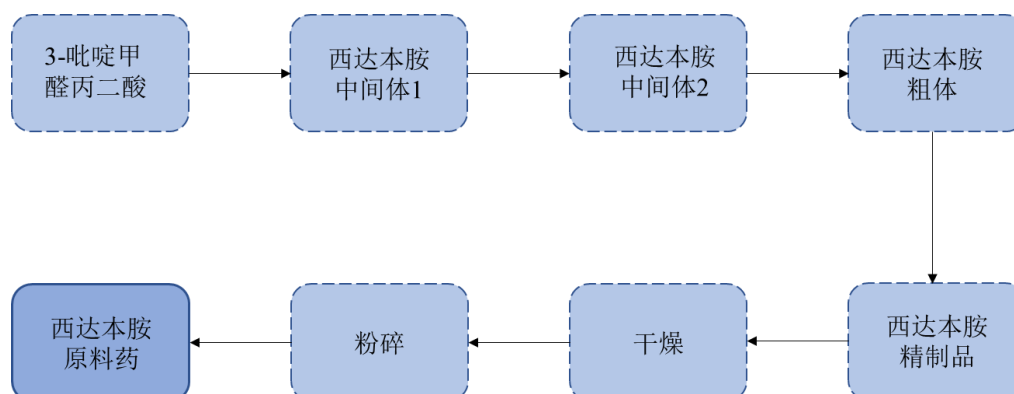 3-吡啶甲
醛丙二酸
西达本胺
中间体1
西达本胺
中间体2
西达本胺
粗体
西达本胺
精制品
干燥
粉碎
西达本胺
原料药